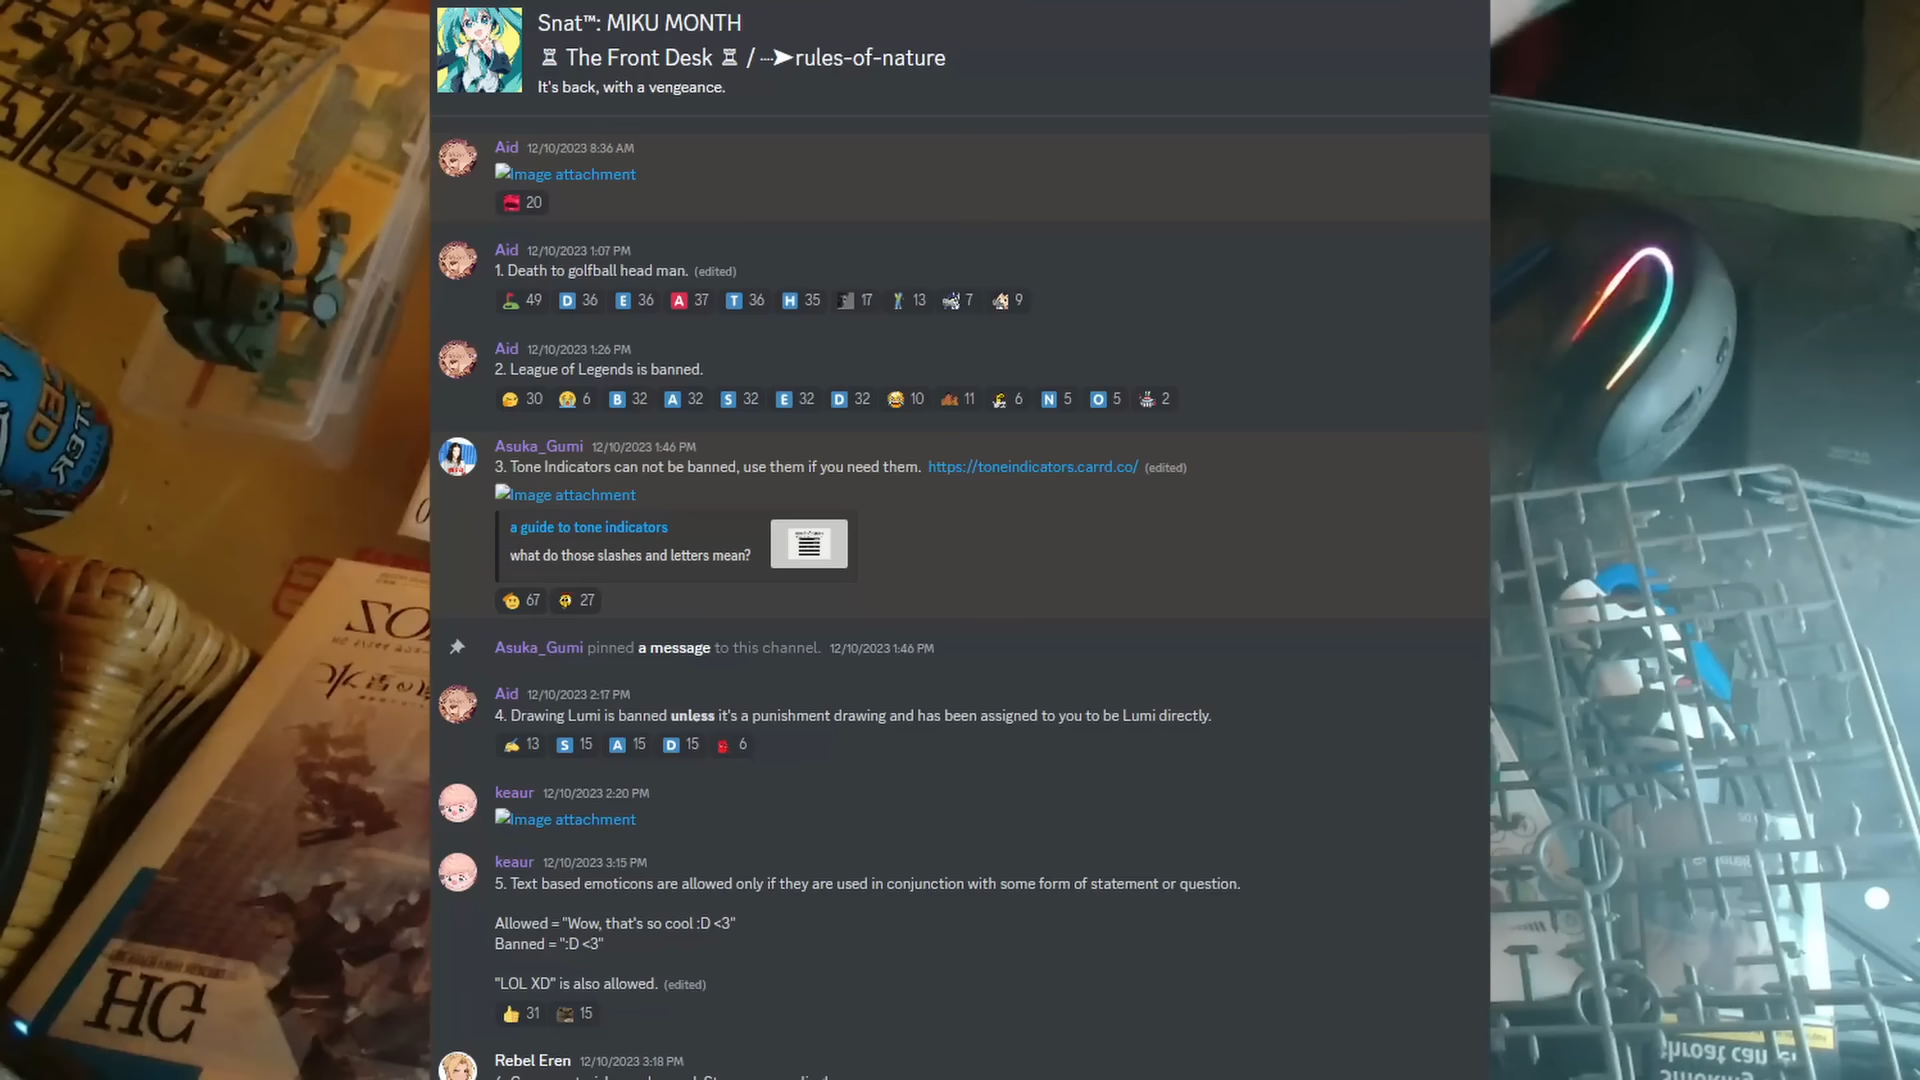 Snat™: MIKU MONTH
♖ The Front Desk ♖ / ┈➤rules-of-nature
It's back, with a vengeance.
Aid 12/10/2023 8:36 AM
Image attachment
20
Aid 12/10/2023 1:07 PM
1. Death to golfball head man. (edited)
49 D 36 E 36 A 37 T 36 H 35 17 13 7 9
Aid 12/10/2023 1:26 PM
2. League of Legends is banned.
30 6 B 32 A 32 S 32 E 32 D 32 10 11 6 N 5 O 5 2
Asuka_Gumi 12/10/2023 1:46 PM
3. Tone Indicators can not be banned, use them if you need them. https://toneindicators.carrd.co/ (edited)
Image attachment
a guide to tone indicators
what do those slashes and letters mean?
67 27
Asuka_Gumi pinned a message to this channel. 12/10/2023 1:46 PM
Aid 12/10/2023 2:17 PM
4. Drawing Lumi is banned unless it's a punishment drawing and has been assigned to you to be Lumi directly.
13 S 15 A 15 D 15 6
keaur 12/10/2023 2:20 PM
Image attachment
keaur 12/10/2023 3:15 PM
5. Text based emoticons are allowed only if they are used in conjunction with some form of statement or question.
Allowed = "Wow, that's so cool :D <3"
Banned = ":D <3"
"LOL XD" is also allowed. (edited)
31 15
Rebel Eren 12/10/2023 3:18 PM
HG
throat can
Smoking